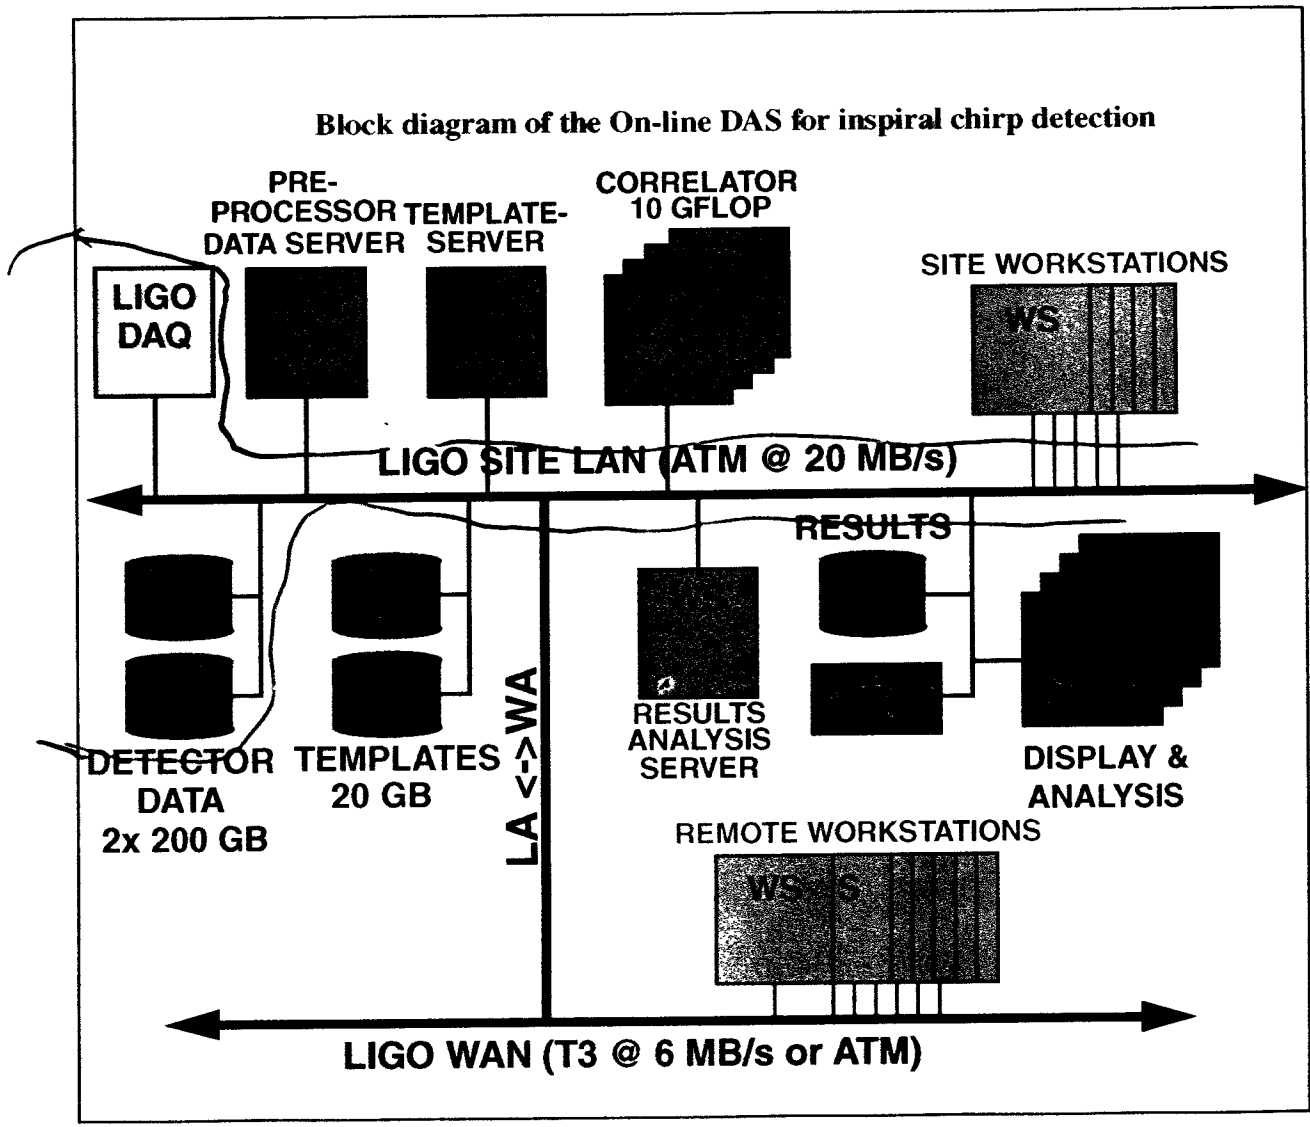 Block diagram of the On-line DAS for inspiral chirp detection
PRE-
PROCESSOR
DATA SERVER
TEMPLATE-
SERVER
CORRELATOR
10 GFLOP
SITE WORKSTATIONS
LIGO
DAQ
WS
LIGO SITE LAN (ATM @ 20 MB/s)
RESULTS
LA <-> WA
DETECTOR
DATA
2x 200 GB
TEMPLATES
20 GB
RESULTS
ANALYSIS
SERVER
DISPLAY &
ANALYSIS
REMOTE WORKSTATIONS
WS S
LIGO WAN (T3 @ 6 MB/s or ATM)